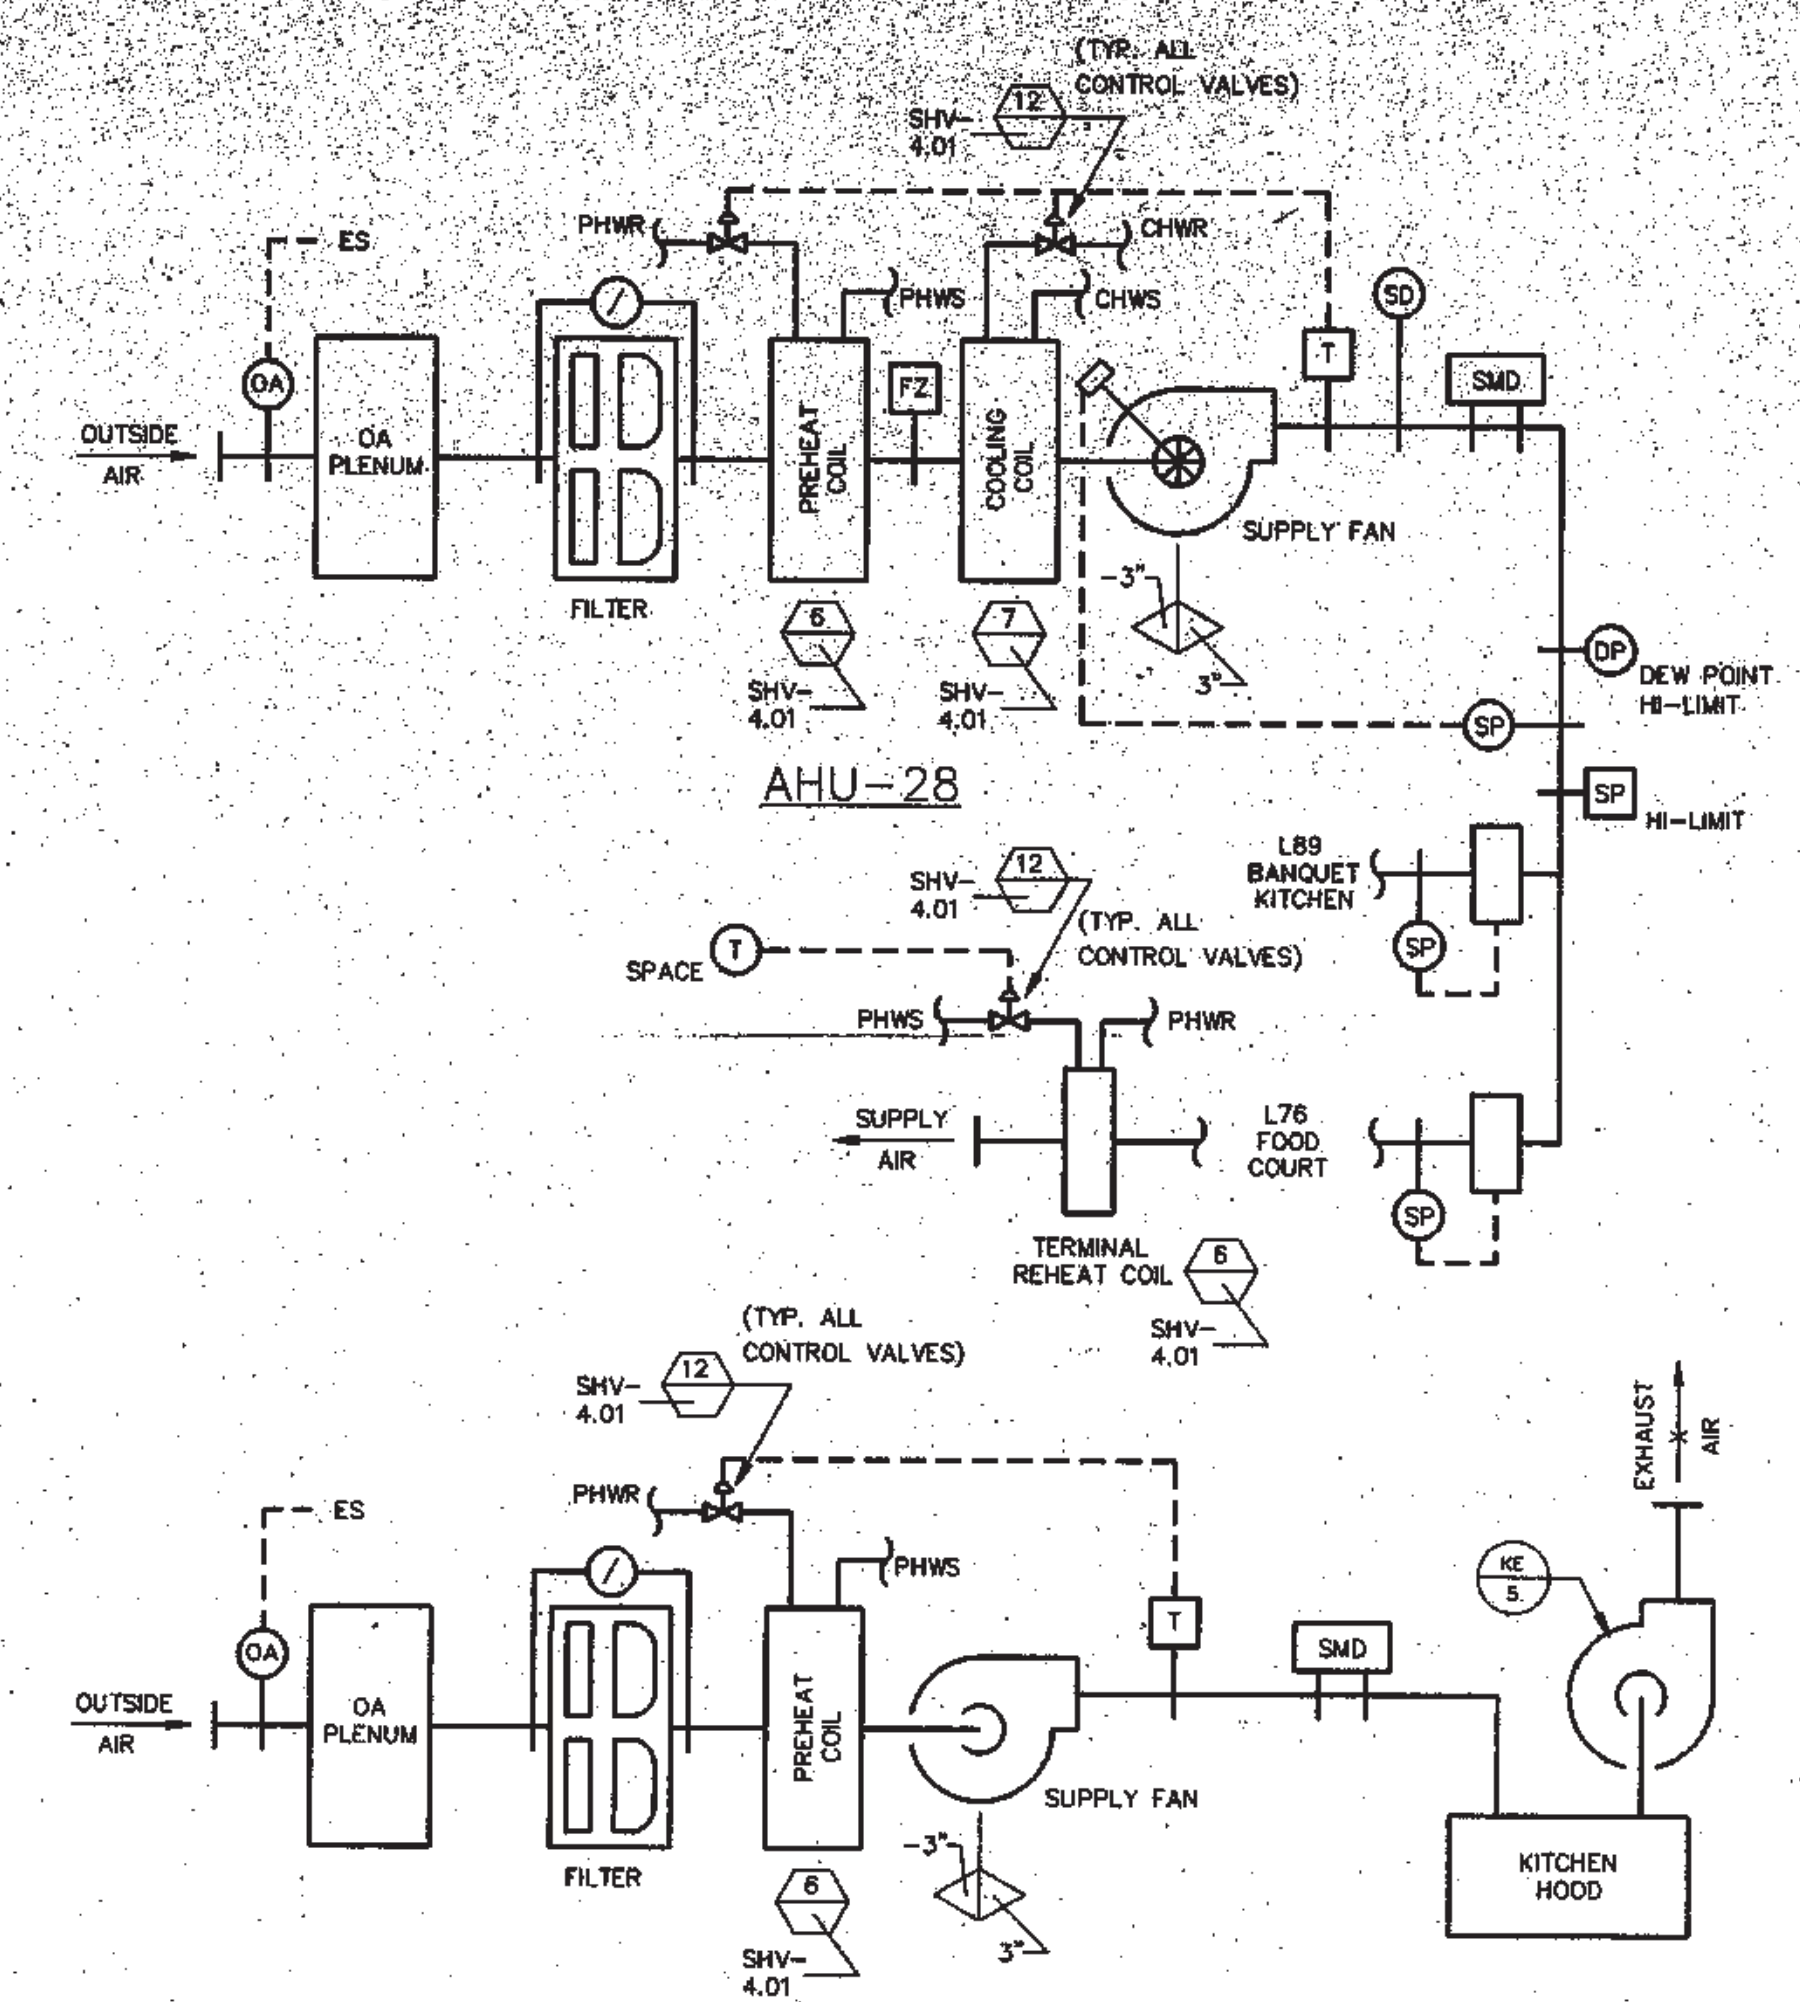 (TYP. ALL
CONTROL VALVES)
12
SHV-
4.01
PHWR
CHWR
ES
PHWS
CHWS
SD
OA
T
SMD
FZ
OUTSIDE
AIR
OA
PLENUM
PREHEAT
COIL
COOLING
COIL
SUPPLY FAN
FILTER
-3"
3"
6
SHV-
4.01
7
SHV-
4.01
DP
DEW POINT
HI-LIMIT
SP
AHU-28
SP
HI-LIMIT
L89
BANQUET
KITCHEN
SP
12
SHV-
4.01
(TYP. ALL
CONTROL VALVES)
T
SPACE
PHWS
PHWR
SUPPLY
AIR
L76
FOOD
COURT
SP
TERMINAL
REHEAT COIL
6
SHV-
4.01
(TYP. ALL
CONTROL VALVES)
12
SHV-
4.01
EXHAUST
AIR
PHWR
ES
PHWS
KE
5
T
SMD
OA
OUTSIDE
AIR
OA
PLENUM
PREHEAT
COIL
SUPPLY FAN
FILTER
-3"
3"
6
SHV-
4.01
KITCHEN
HOOD